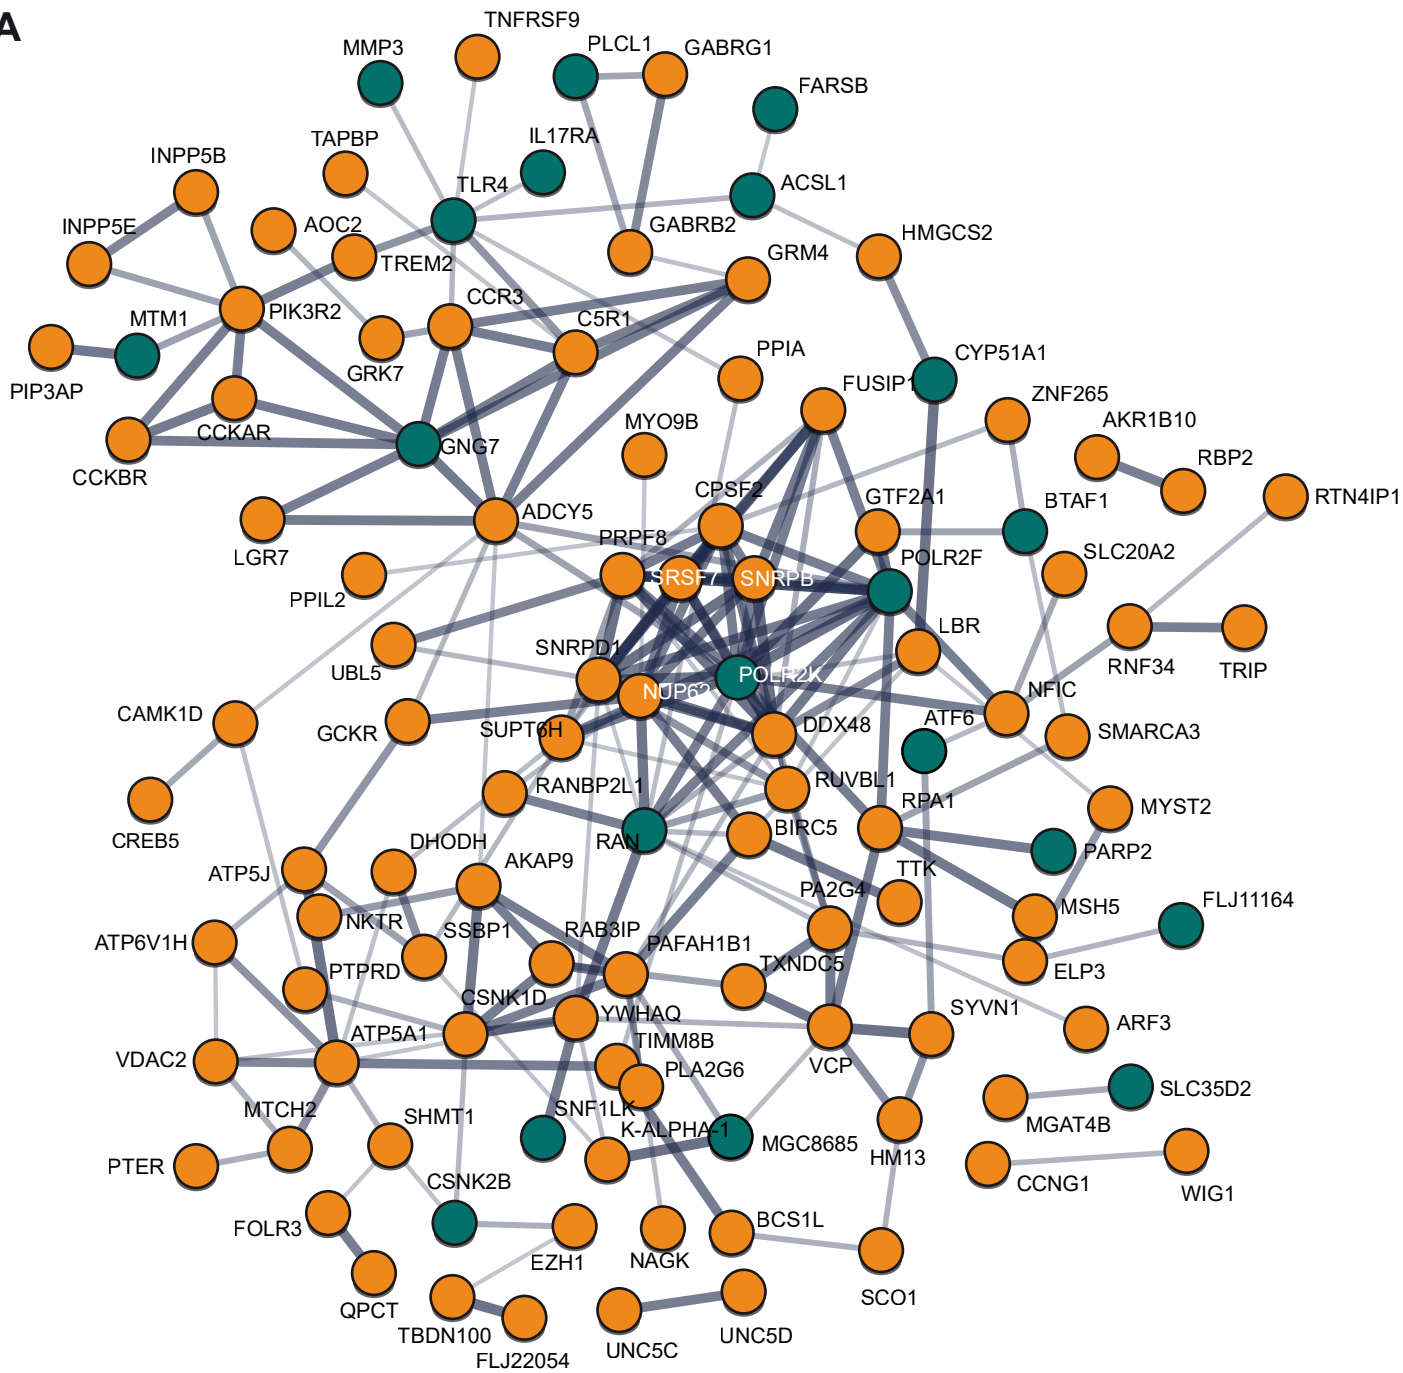 A
TNFRSF9
MMP3
PLCL1
GABRG1
FARSB
TAPBP
IL17RA
INPP5B
TLR4
ACSL1
INPP5E
AOC2
GABRB2
HMGCS2
TREM2
GRM4
CCR3
MTM1
PIK3R2
C5R1
PPIA
CYP51A1
GRK7
FUSIP1
PIP3AP
ZNF265
AKR1B10
MYO9B
CCKAR
GNG7
RBP2
CCKBR
CPSF2
GTF2A1
BTAF1
RTN4IP1
ADCY5
PRPF8
LGR7
POLR2F
SLC20A2
SRSF7
SNRPB
PPIL2
LBR
SNRPD1
UBL5
RNF34
TRIP
POLR2K
NUP62
NFIC
CAMK1D
GCKR
SUPT6H
DDX48
ATF6
SMARCA3
RANBP2L1
RUVBL1
RPA1
MYST2
CREB5
DHODH
RAN
BIRC5
PARP2
ATP5J
AKAP9
TTK
PA2G4
FLJ11164
MSH5
NKTR
SSBP1
RAB3IP
ATP6V1H
PAFAH1B1
TXNDC5
ELP3
PTPRD
CSNK1D
YWHAQ
SYVN1
ARF3
ATP5A1
TIMM8B
VDAC2
PLA2G6
VCP
SLC35D2
MTCH2
SHMT1
SNF1LK
MGAT4B
K-ALPHA-1
MGC8685
HM13
PTER
CSNK2B
CCNG1
WIG1
FOLR3
BCS1L
EZH1
NAGK
SCO1
QPCT
TBDN100
UNC5D
UNC5C
FLJ22054